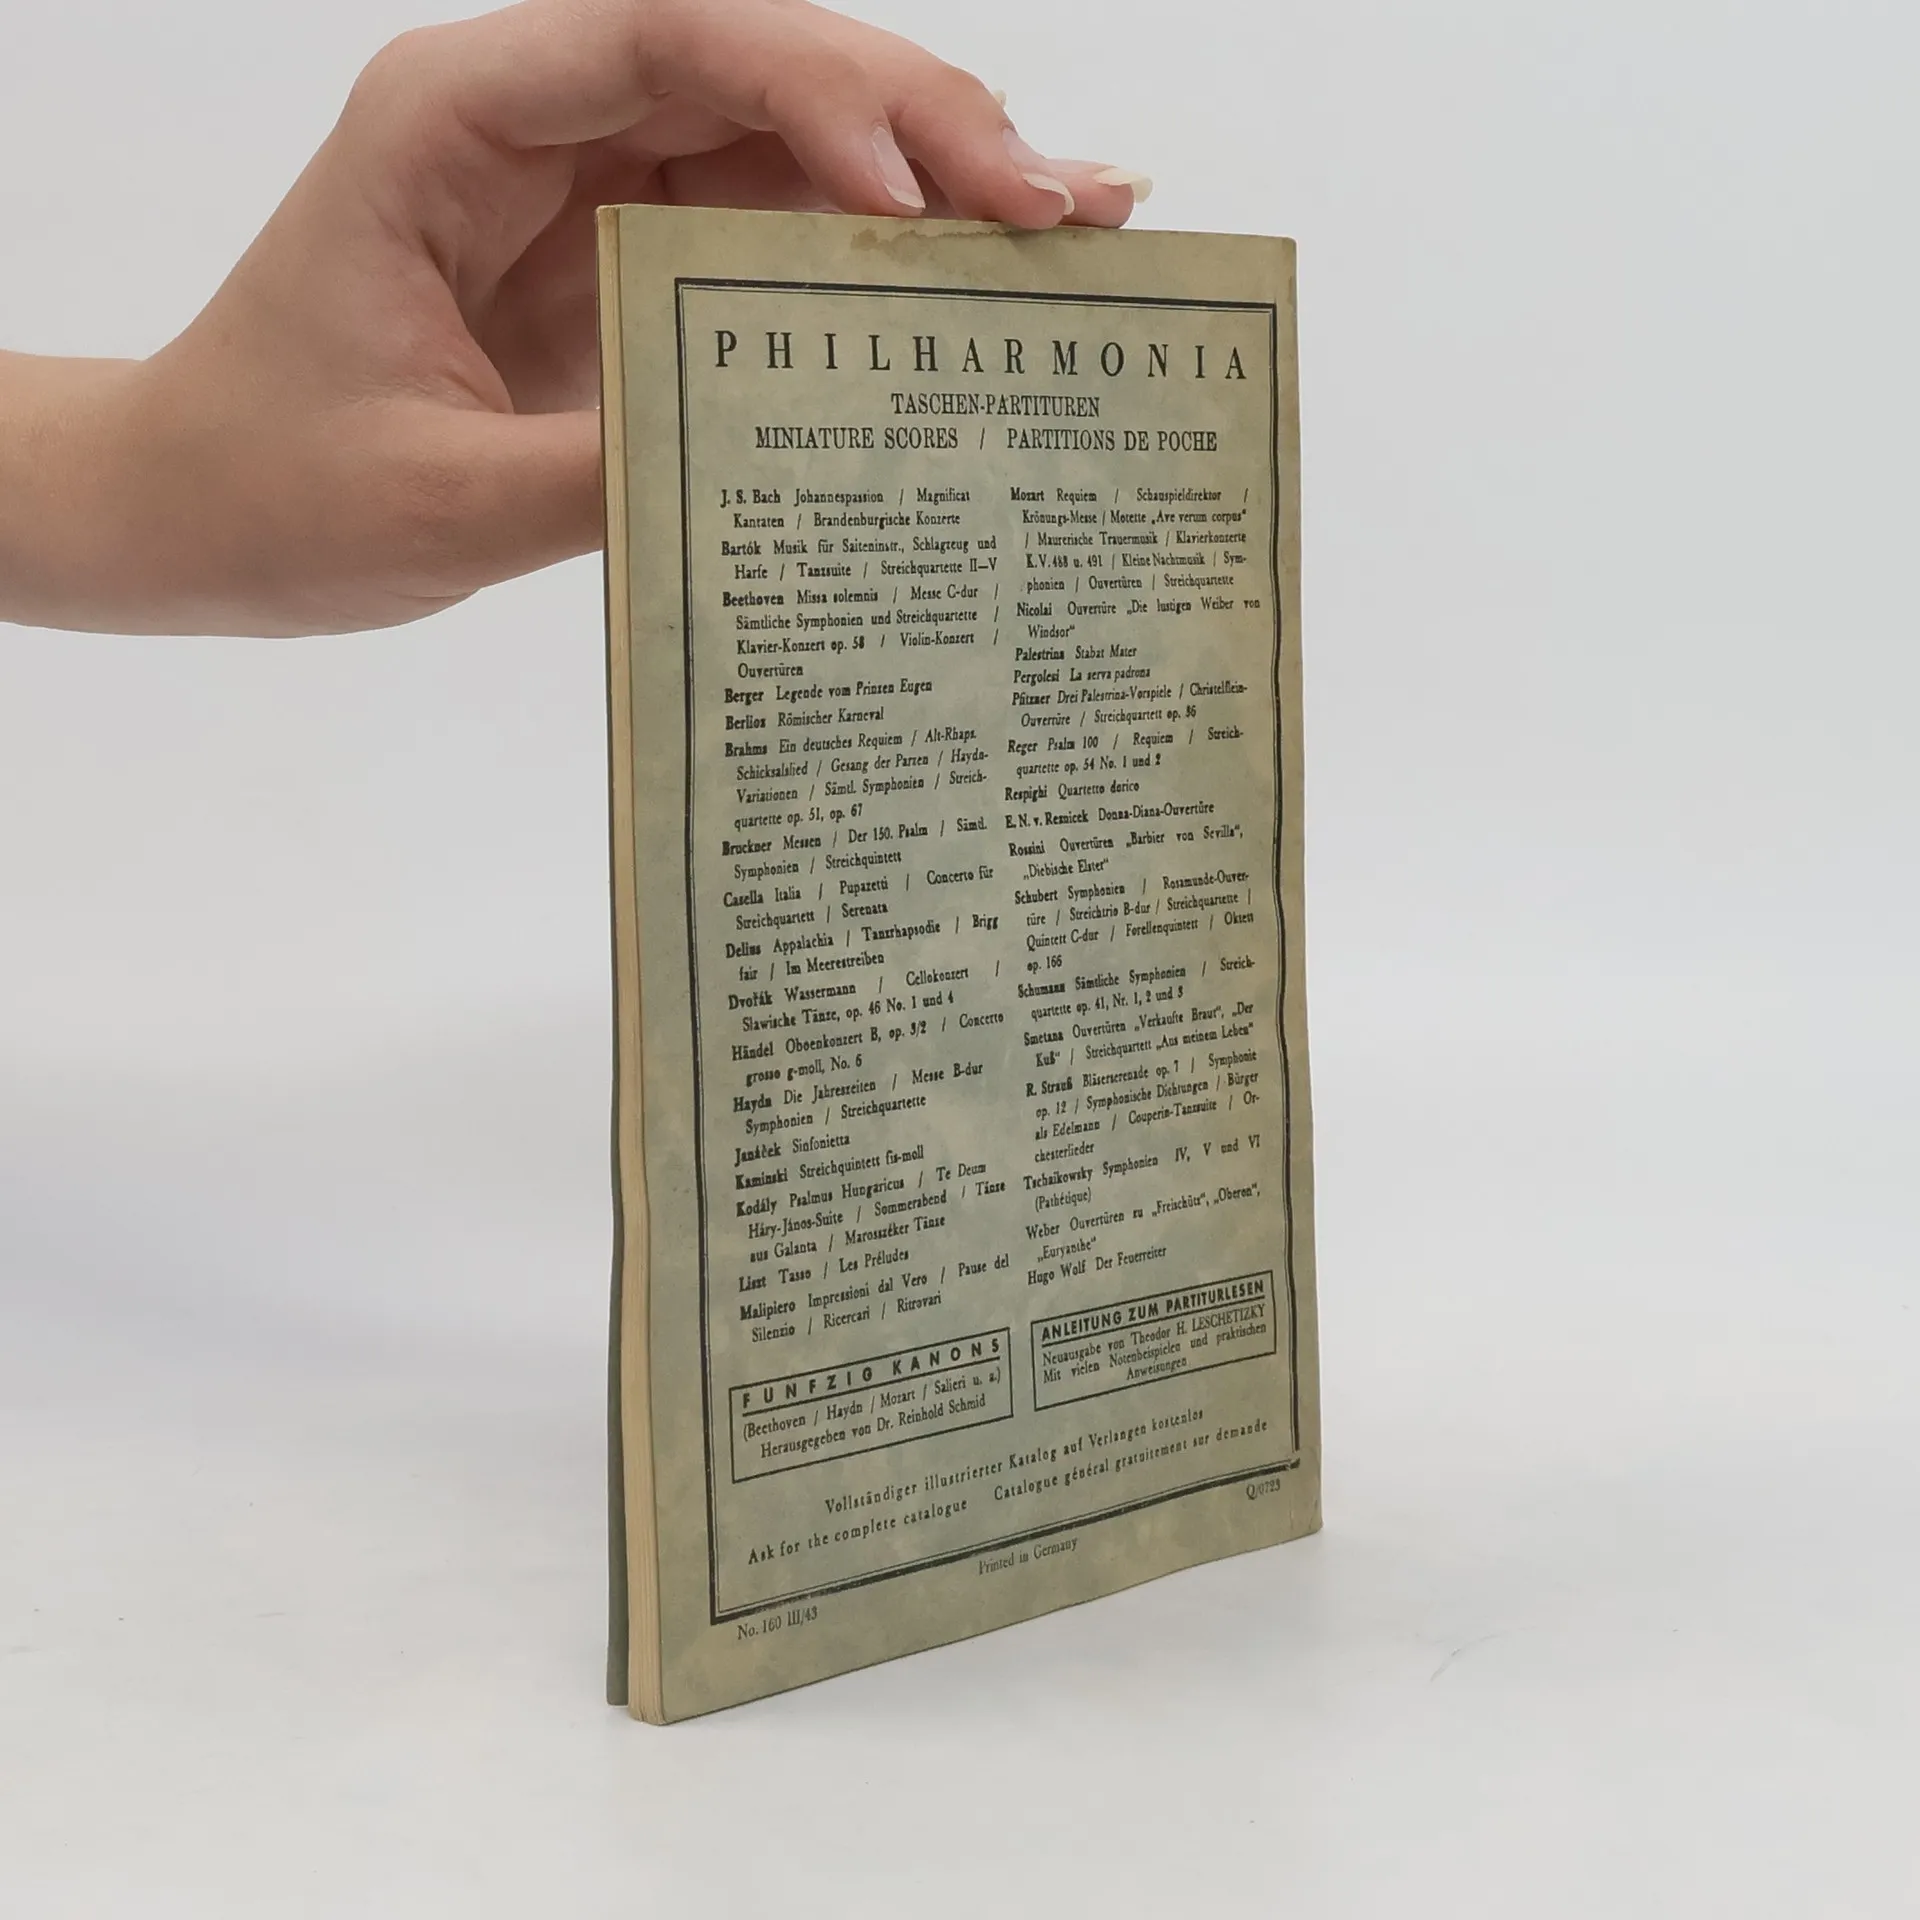 PHILHARMONIA
TASCHEN-PARTITUREN
MINIATURE SCORES / PARTITIONS DE POCHE
J. S. Bach Johannespassion / Magnificat
Kantaten / Brandenburgische Konzerte
Bartók Musik für Saiteninstr., Schlagzeug und
Harfe / Tanzsuite / Streichquartette II—V
Beethoven Missa solemnis / Messe C-dur /
Sämtliche Symphonien und Streichquartette /
Klavier-Konzert op. 58 / Violin-Konzert /
Ouvertüren
Berger Legende vom Prinzen Eugen
Berlioz Römischer Karneval
Brahms Ein deutsches Requiem / Alt-Rhaps.
Schicksalslied / Gesang der Parzen / Haydn-
Variationen / Sämtl. Symphonien / Streich-
quartette op. 51, op. 67
Bruckner Messen / Der 150. Psalm / Sämtl.
Symphonien / Streichquintett
Casella Italia / Pupazetti / Concerto für
Streichquartett / Serenata
Delius Appalachia / Tanzrhapsodie / Brigg
fair / Im Meerestreiben
Dvořák Wassermann / Cellokonzert /
Slawische Tänze, op. 46 No. 1 und 4
Händel Oboenkonzert B, op. 3/2 / Concerto
grosso g-moll, No. 6
Haydn Die Jahreszeiten / Messe B-dur
Symphonien / Streichquartette
Janáček Sinfonietta
Kaminski Streichquintett fis-moll
Kodály Psalmus Hungaricus / Te Deum
Háry-János-Suite / Sommerabend / Tänze
aus Galanta / Marosszéker Tänze
Liszt Tasso / Les Préludes
Malipiero Impressioni dal Vero / Pause del
Silenzio / Ricercari / Ritrovari
Mozart Requiem / Schauspieldirektor /
Krönungs-Messe / Motette „Ave verum corpus"
/ Maurerische Trauermusik / Klavierkonzerte
K.V. 488 u. 491 / Kleine Nachtmusik / Sym-
phonien / Ouvertüren / Streichquartette
Nicolai Ouvertüre „Die lustigen Weiber von
Windsor"
Palestrina Stabat Mater
Pergolesi La serva padrona
Pfitzner Drei Palestrina-Vorspiele / Christelflein-
Ouvertüre / Streichquartett op. 36
Reger Psalm 100 / Requiem / Streich-
quartette op. 54 No. 1 und 2
Respighi Quartetto dorico
E. N. v. Resnicek Donna-Diana-Ouvertüre
Rossini Ouvertüren „Barbier von Sevilla",
„Diebische Elster"
Schubert Symphonien / Rosamunde-Ouver-
türe / Streichtrio B-dur / Streichquartette /
Quintett C-dur / Forellenquintett / Oktett
op. 166
Schumann Sämtliche Symphonien / Streich-
quartette op. 41, Nr. 1, 2 und 3
Smetana Ouvertüren „Verkaufte Braut", „Der
Kuß" / Streichquartett „Aus meinem Leben"
R. Strauß Bläserserenade op. 7 / Symphonie
op. 12 / Symphonische Dichtungen / Bürger
als Edelmann / Couperin-Tanzsuite / Or-
chesterlieder
Tschaikowsky Symphonien IV, V und VI
(Pathétique)
Weber Ouvertüren zu „Freischütz", „Oberon",
„Euryanthe"
Hugo Wolf Der Feuerreiter
FUNFZIG KANONS
(Beethoven / Haydn / Mozart / Salieri u. a.)
Herausgegeben von Dr. Reinhold Schmid
ANLEITUNG ZUM PARTITURLESEN
Neuausgabe von Theodor H. LESCHETIZKY
Mit vielen Notenbeispielen und praktischen
Anweisungen
Vollständiger illustrierter Katalog auf Verlangen kostenlos
Ask for the complete catalogue Catalogue général gratuitement sur demande
Q/0723
Printed in Germany
No. 160 III/43